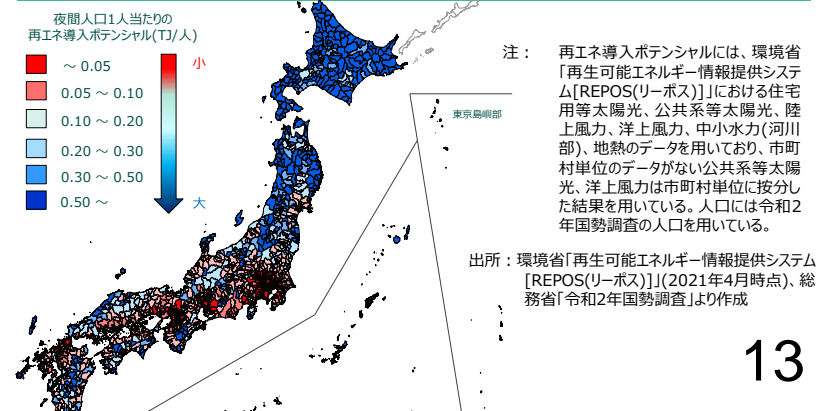 夜間人口1人当たりの
再エネ導入ポテンシャル(TJ/人)
～ 0.05
0.05 ～ 0.10
0.10 ～ 0.20
0.20 ～ 0.30
0.30 ～ 0.50
0.50 ～
小
大
東京島嶼部
注： 再エネ導入ポテンシャルには、環境省
「再生可能エネルギー情報提供システ
ム[REPOS(リーポス)]」における住宅
用等太陽光、公共系等太陽光、陸
上風力、洋上風力、中小水力(河川
部)、地熱のデータを用いており、市町
村単位のデータがない公共系等太陽
光、洋上風力は市町村単位に按分し
た結果を用いている。人口には令和2
年国勢調査の人口を用いている。
出所：環境省「再生可能エネルギー情報提供システム
[REPOS(リーポス)]」(2021年4月時点)、総
務省「令和2年国勢調査」より作成
13